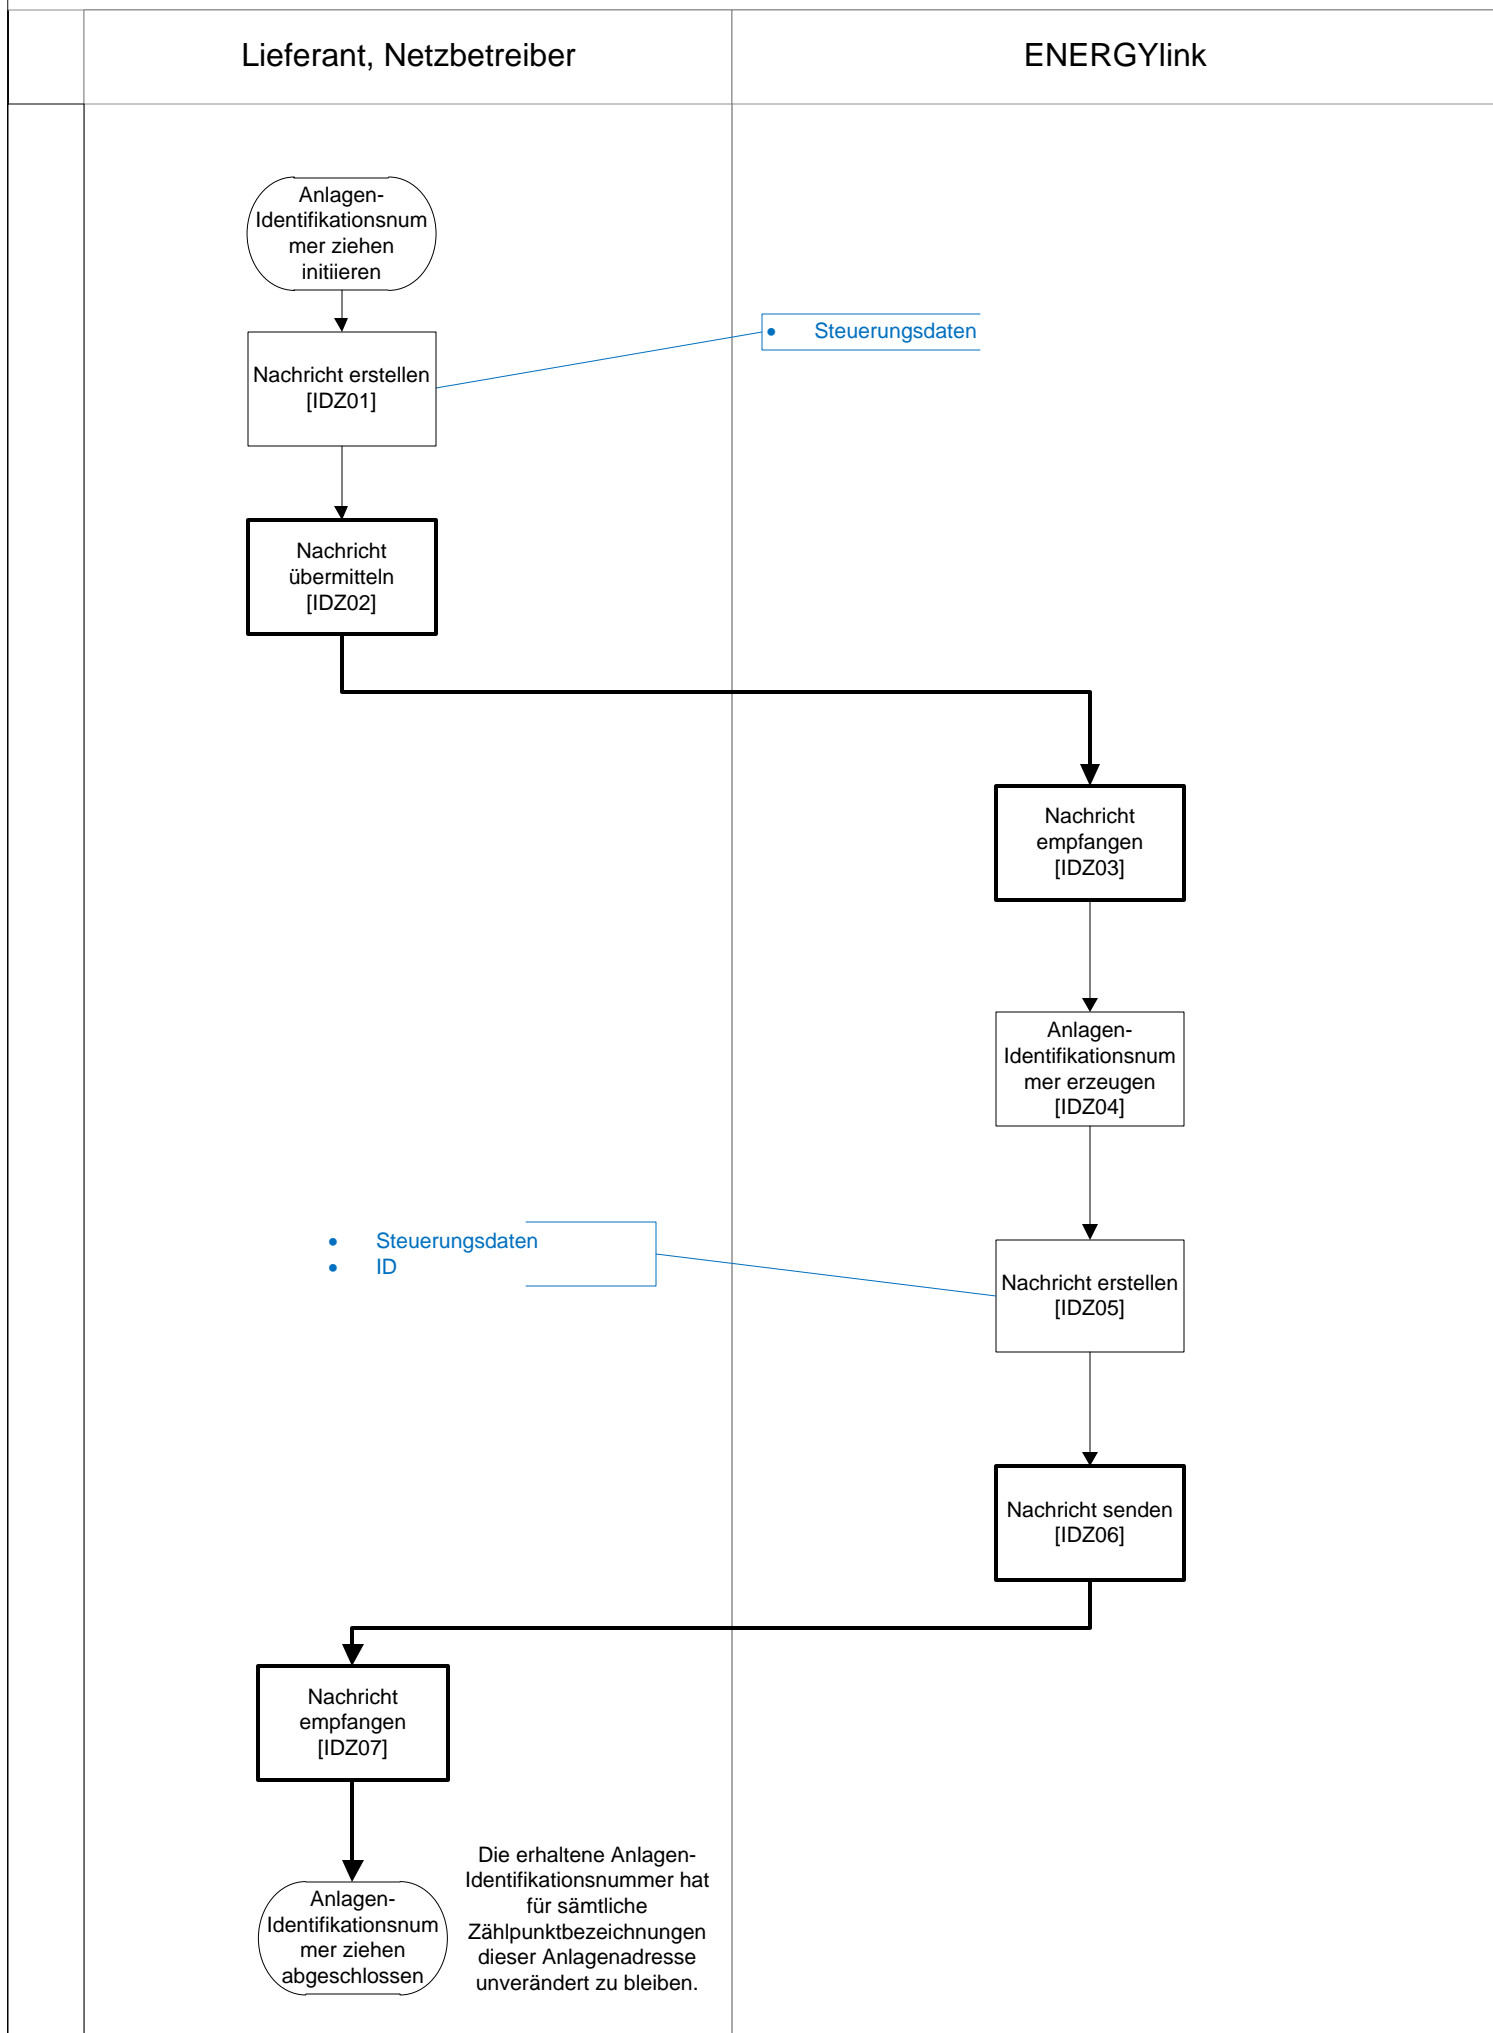 Lieferant, Netzbetreiber
ENERGYlink
Anlagen-
Identifikationsnum
mer ziehen
initiieren
• Steuerungsdaten
Nachricht erstellen
[IDZ01]
Nachricht
übermitteln
[IDZ02]
Nachricht
empfangen
[IDZ03]
Anlagen-
Identifikationsnum
mer erzeugen
[IDZ04]
• Steuerungsdaten
• ID
Nachricht erstellen
[IDZ05]
Nachricht senden
[IDZ06]
Nachricht
empfangen
[IDZ07]
Anlagen-
Identifikationsnum
mer ziehen
abgeschlossen
Die erhaltene Anlagen-
Identifikationsnummer hat
für sämtliche
Zählpunktbezeichnungen
dieser Anlagenadresse
unverändert zu bleiben.